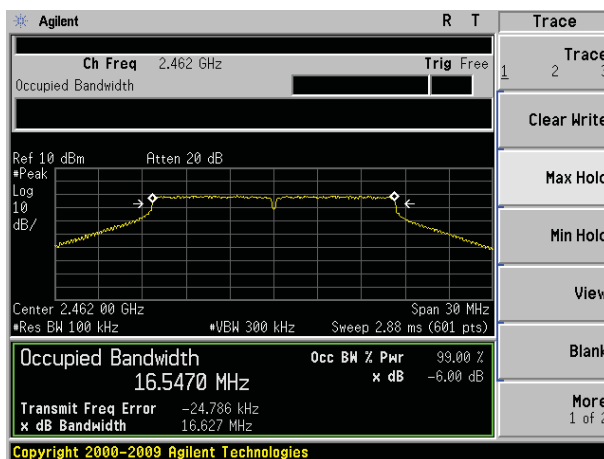 Agilent R T Trace
Ch Freq 2.462 GHz Trig Free
Occupied Bandwidth
Trace
1 2 3
Clear Write
Max Hold
Min Hold
View
Blank
More
1 of 2
Ref 10 dBm Atten 20 dB
#Peak
Log
10
dB/
Center 2.462 00 GHz Span 30 MHz
#Res BW 100 kHz #VBW 300 kHz Sweep 2.88 ms (601 pts)
Occupied Bandwidth Occ BW % Pwr 99.00 %
16.5470 MHz x dB -6.00 dB
Transmit Freq Error -24.786 kHz
x dB Bandwidth 16.627 MHz
Copyright 2000-2009 Agilent Technologies